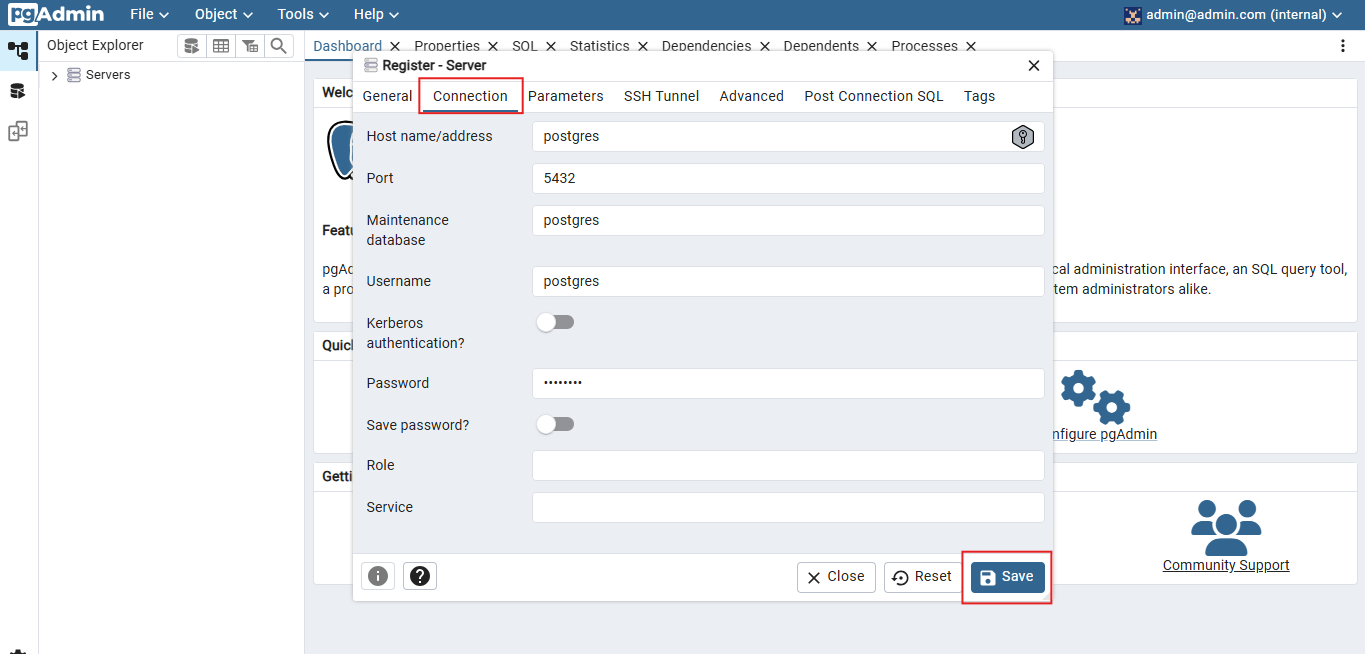 pgAdmin File Object Tools Help admin@admin.com (internal)
Object Explorer
Servers
Dashboard Properties SQL Statistics Dependencies Dependents Processes
Welc
Register - Server
General Connection Parameters SSH Tunnel Advanced Post Connection SQL Tags
Host name/address postgres
Port 5432
Maintenance
database
postgres
Username postgres
Kerberos
authentication?
Password ••••••••
Save password?
Role
Service
Close Reset Save
Featu
pgAd cal administration interface, an SQL query tool,
a pro tem administrators alike.
Quick
nfigure pgAdmin
Getti
Community Support